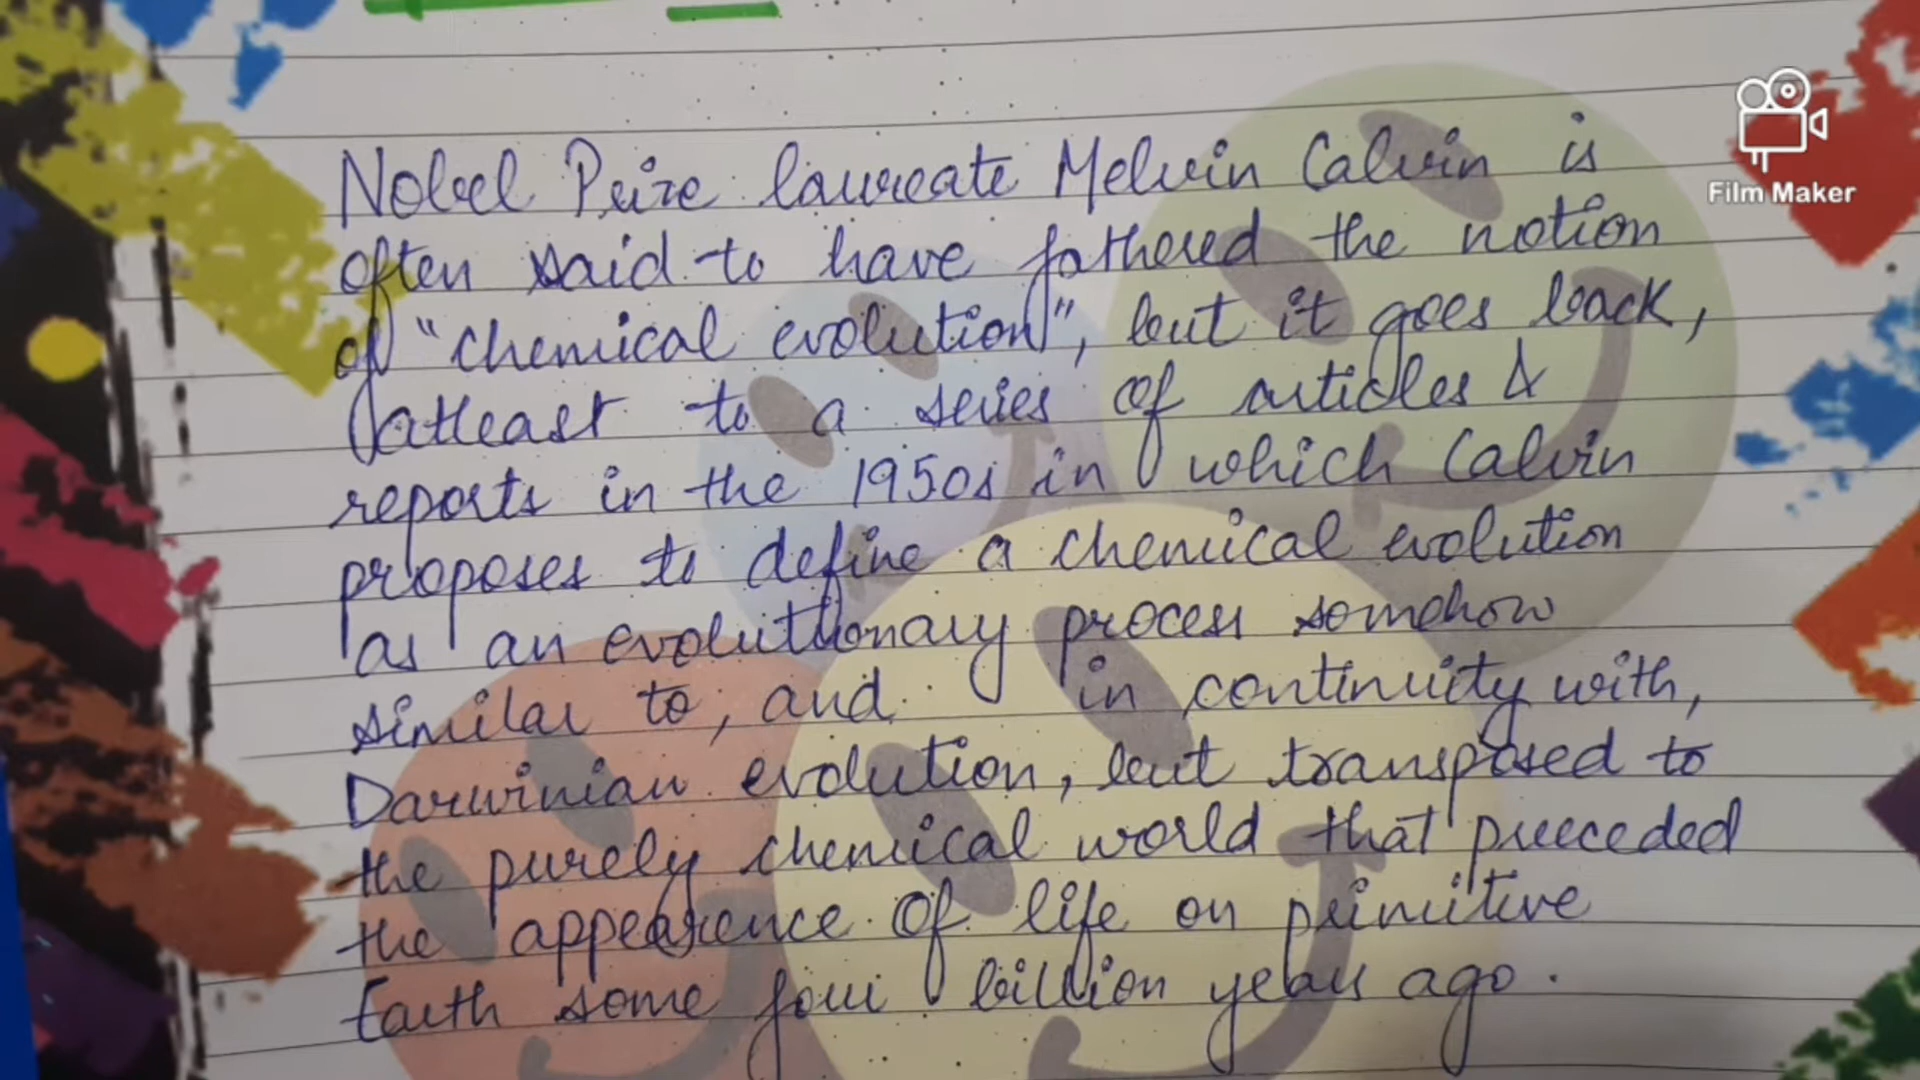 Nobel Prize laureate Melvin Calvin is
often said to have fathered the notion
of "chemical evolution", but it goes back,
atleast to a series of articles &
reports in the 1950s in which Calvin
proposes to define a chemical evolution
as an evolutionary process somehow
similar to, and in continuity with,
Darwinian evolution, but transposed to
the purely chemical world that preeceded
the appearence of life on primitive
Earth some four billion years ago.
Film Maker